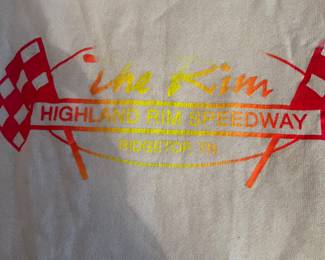 The Rim
HIGHLAND RIM SPEEDWAY
RIDGETOP TN